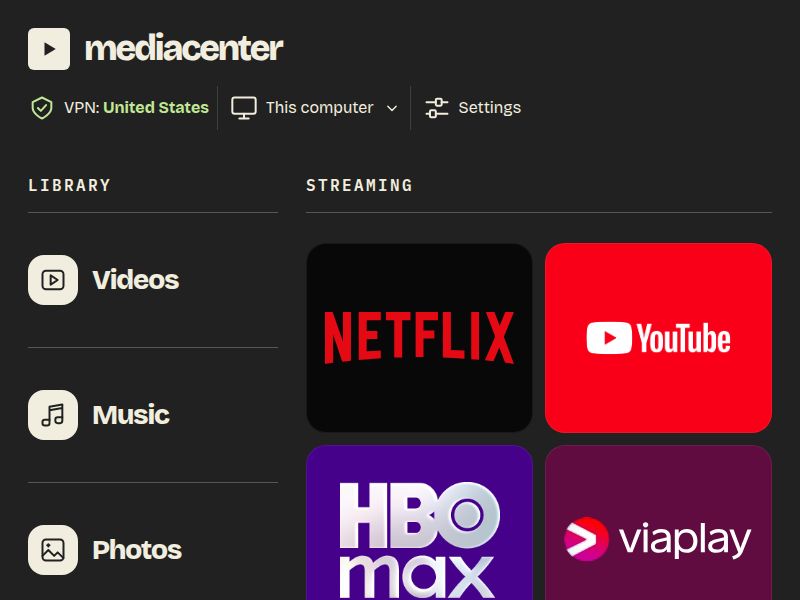 mediacenter
VPN: United States
This computer
Settings
LIBRARY
STREAMING
Videos
Music
Photos
NETFLIX
YouTube
HBO
max
viaplay